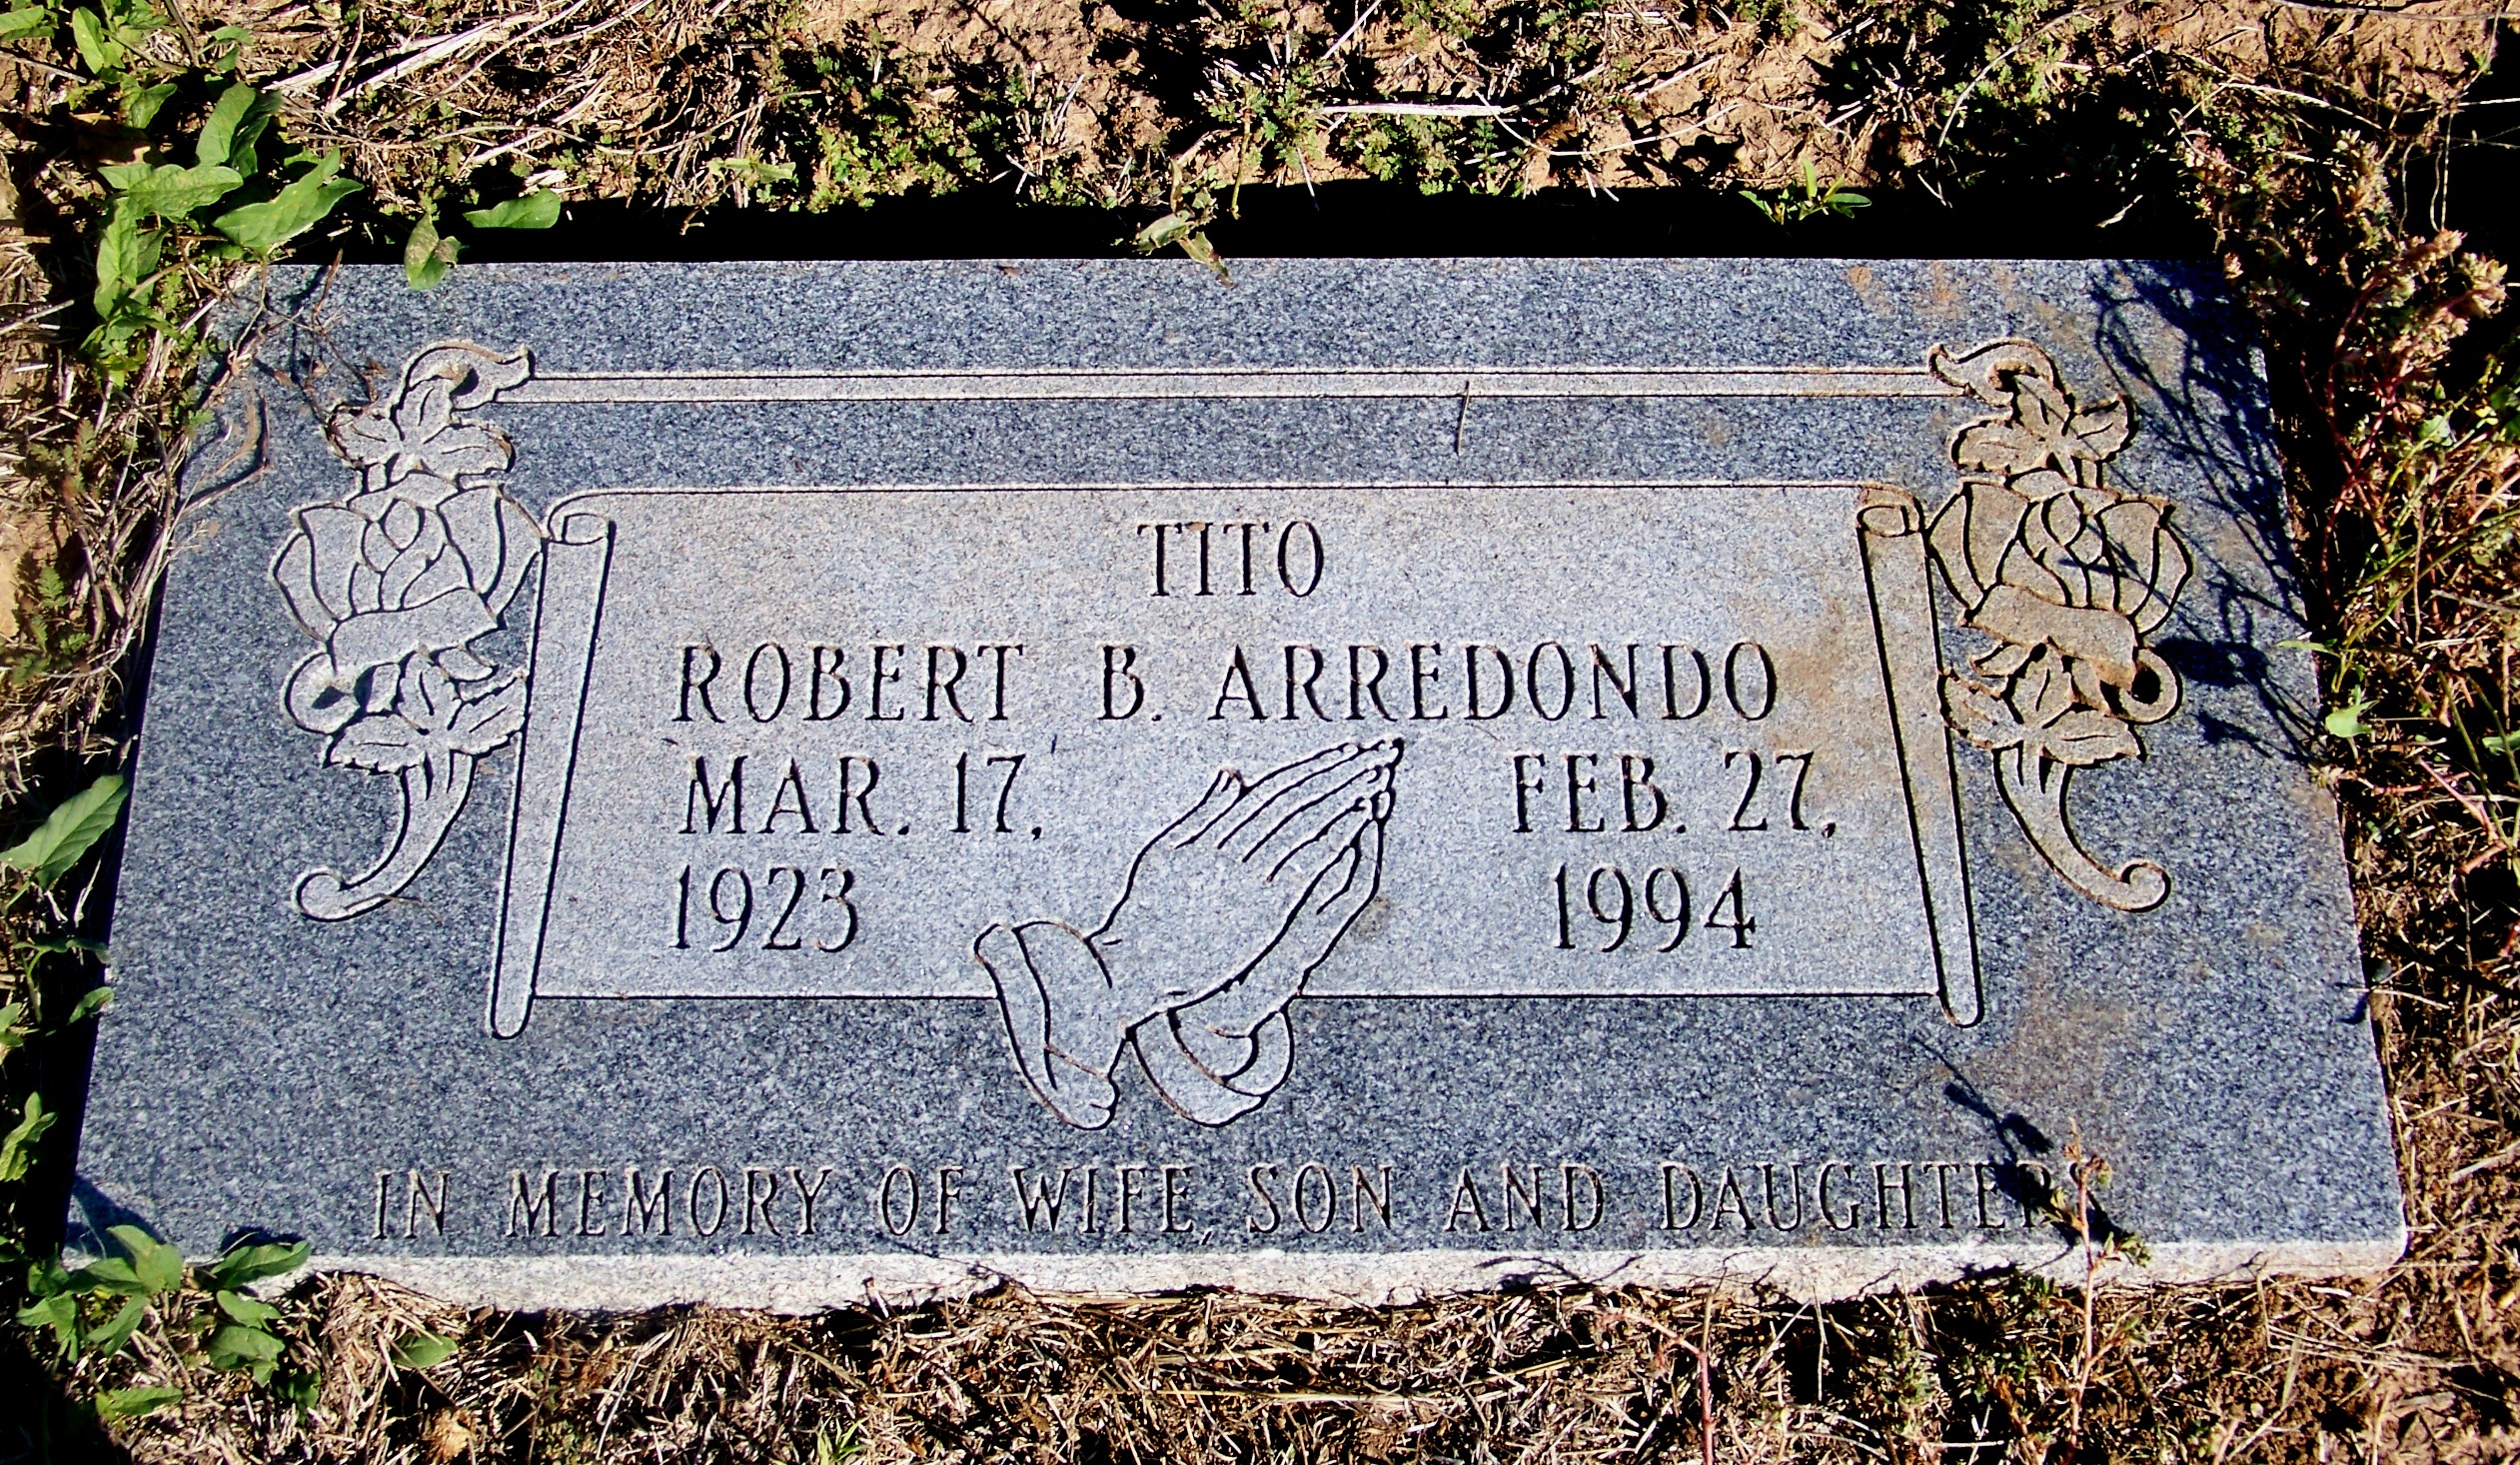 TITO
ROBERT B. ARREDONDO
MAR. 17, FEB. 27,
1923 1994
IN MEMORY OF WIFE, SON AND DAUGHTERS